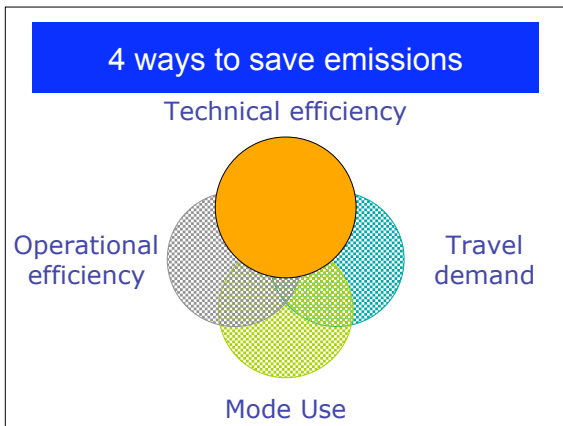 4 ways to save emissions
Technical efficiency
Operational
efficiency
Travel
demand
Mode Use